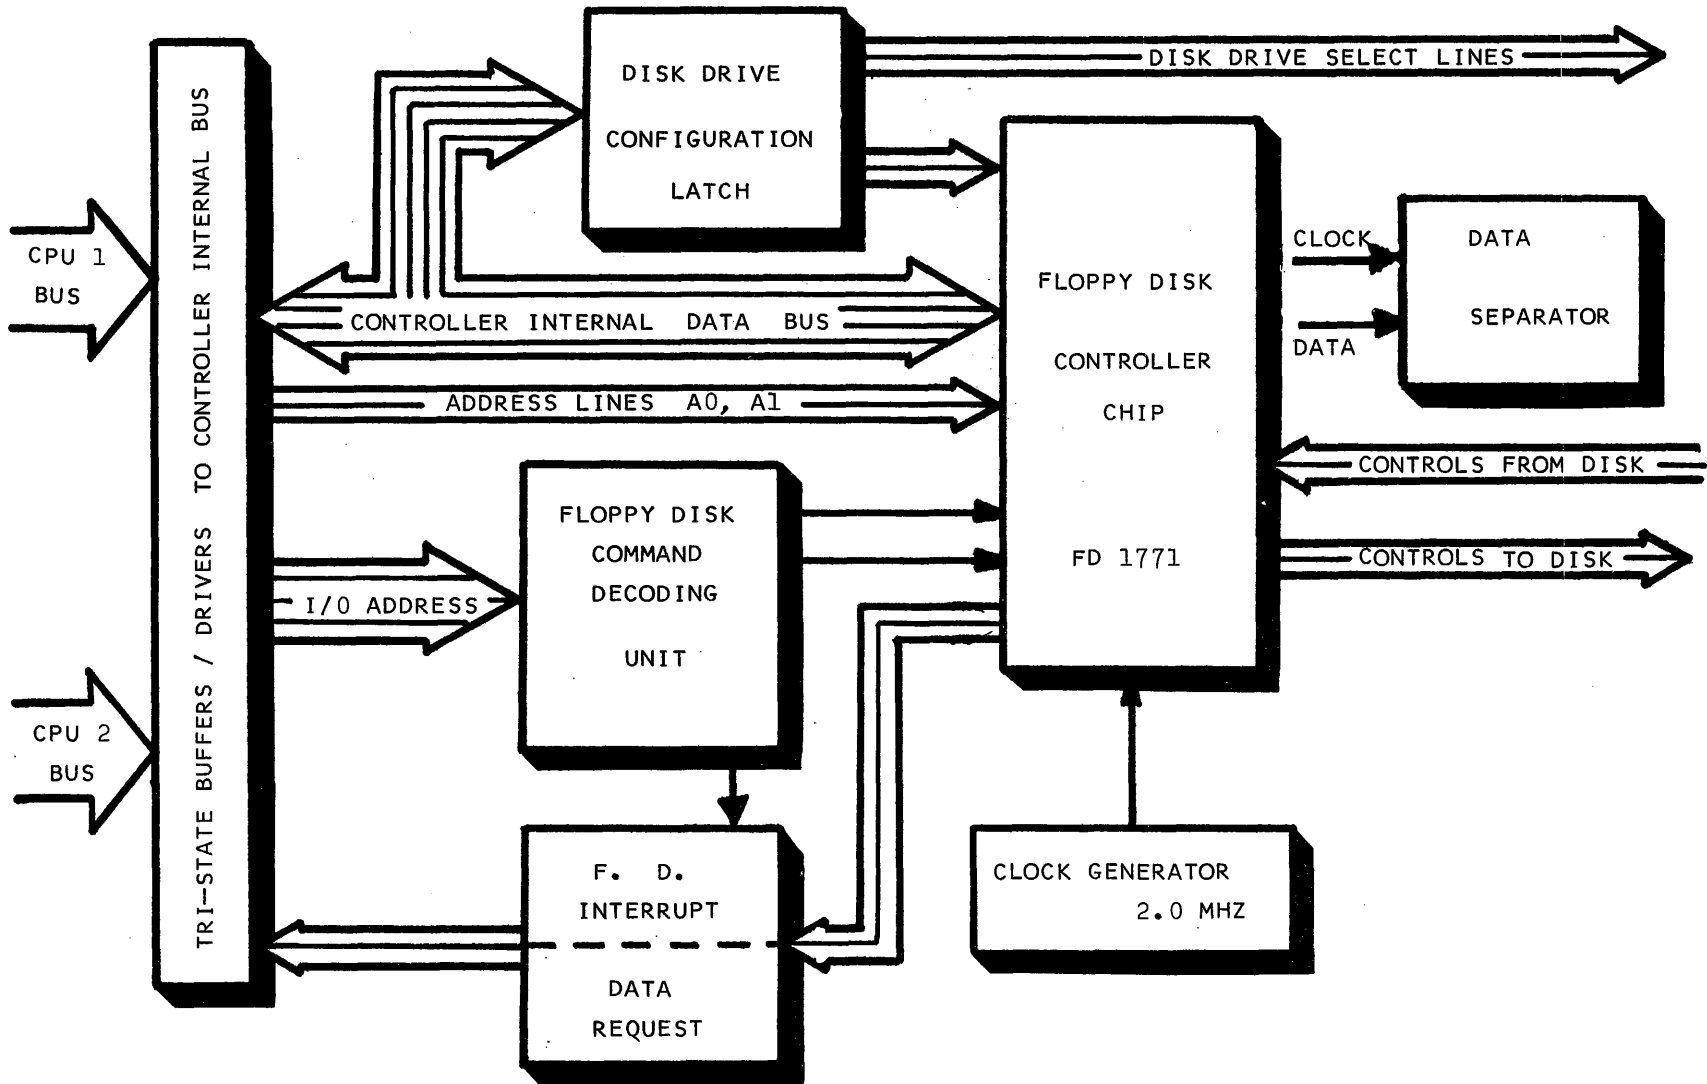 TRI-STATE BUFFERS / DRIVERS TO CONTROLLER INTERNAL BUS
CPU 1
BUS
CPU 2
BUS
DISK DRIVE
CONFIGURATION
LATCH
DISK DRIVE SELECT LINES
CONTROLLER INTERNAL DATA BUS
ADDRESS LINES A0, A1
I/O ADDRESS
FLOPPY DISK
COMMAND
DECODING
UNIT
F. D.
INTERRUPT
DATA
REQUEST
FLOPPY DISK
CONTROLLER
CHIP
FD 1771
CLOCK
DATA
DATA
SEPARATOR
CONTROLS FROM DISK
CONTROLS TO DISK
CLOCK GENERATOR
2.0 MHZ